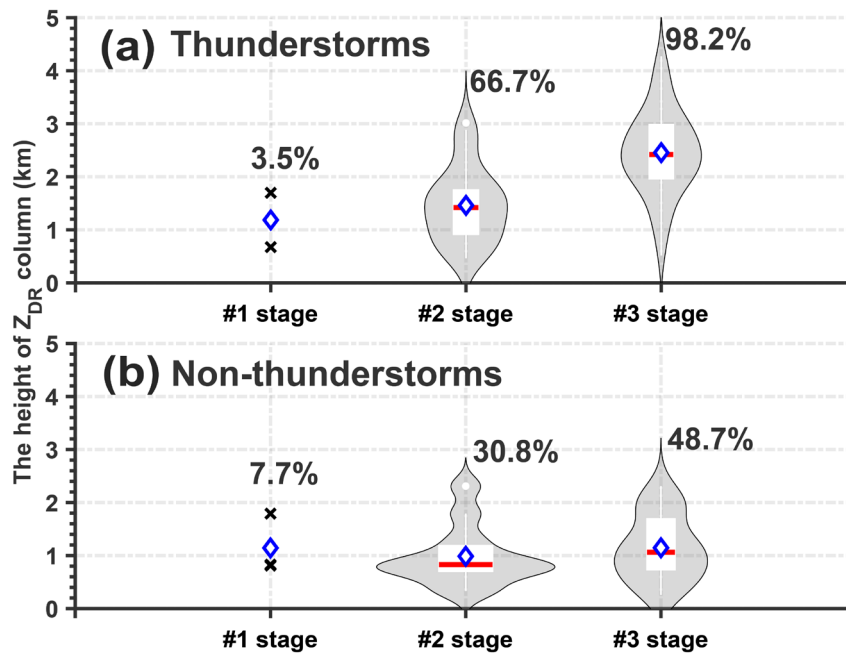 The height of Z_DR column (km)
(a) Thunderstorms
5
4
3
2
1
0
3.5%
66.7%
98.2%
#1 stage
#2 stage
#3 stage
(b) Non-thunderstorms
5
4
3
2
1
0
7.7%
30.8%
48.7%
#1 stage
#2 stage
#3 stage